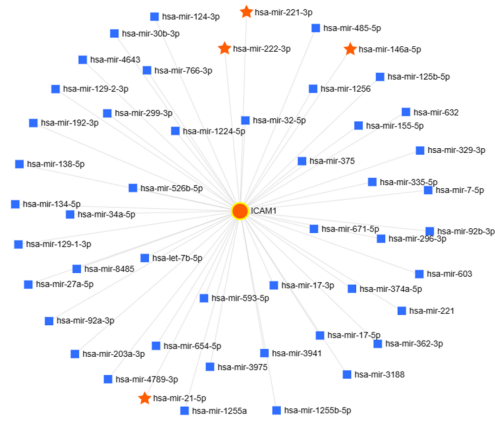 hsa-mir-221-3p
hsa-mir-124-3p
hsa-mir-485-5p
hsa-mir-30b-3p
hsa-mir-222-3p
hsa-mir-146a-5p
hsa-mir-4643
hsa-mir-766-3p
hsa-mir-125b-5p
hsa-mir-129-2-3p
hsa-mir-1256
hsa-mir-299-3p
hsa-mir-632
hsa-mir-192-3p
hsa-mir-32-5p
hsa-mir-155-5p
hsa-mir-1224-5p
hsa-mir-329-3p
hsa-mir-138-5p
hsa-mir-375
hsa-mir-335-5p
hsa-mir-526b-5p
hsa-mir-7-5p
hsa-mir-134-5p
hsa-mir-34a-5p
ICAM1
hsa-mir-671-5p
hsa-mir-92b-3p
hsa-mir-296-3p
hsa-mir-129-1-3p
hsa-let-7b-5p
hsa-mir-8485
hsa-mir-603
hsa-mir-27a-5p
hsa-mir-17-3p
hsa-mir-374a-5p
hsa-mir-593-5p
hsa-mir-221
hsa-mir-92a-3p
hsa-mir-17-5p
hsa-mir-362-3p
hsa-mir-654-5p
hsa-mir-203a-3p
hsa-mir-3941
hsa-mir-3975
hsa-mir-3188
hsa-mir-4789-3p
hsa-mir-21-5p
hsa-mir-1255a
hsa-mir-1255b-5p